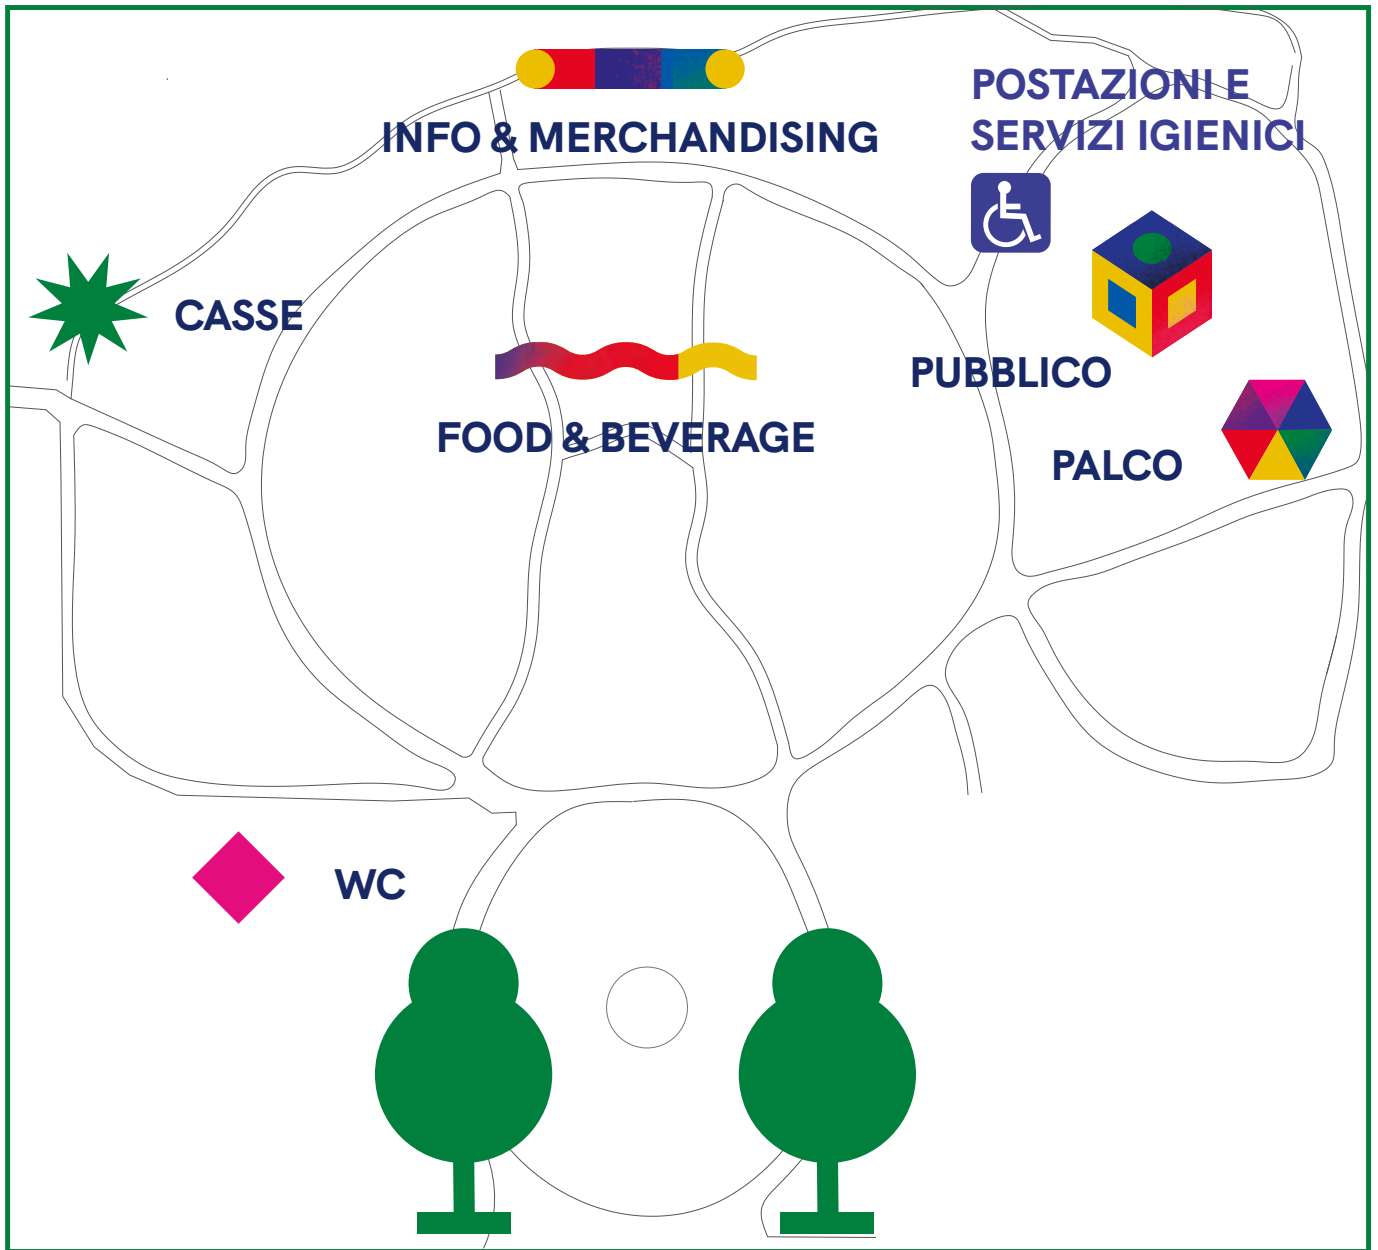 POSTAZIONI E
SERVIZI IGIENICI
INFO & MERCHANDISING
CASSE
PUBBLICO
FOOD & BEVERAGE
PALCO
WC